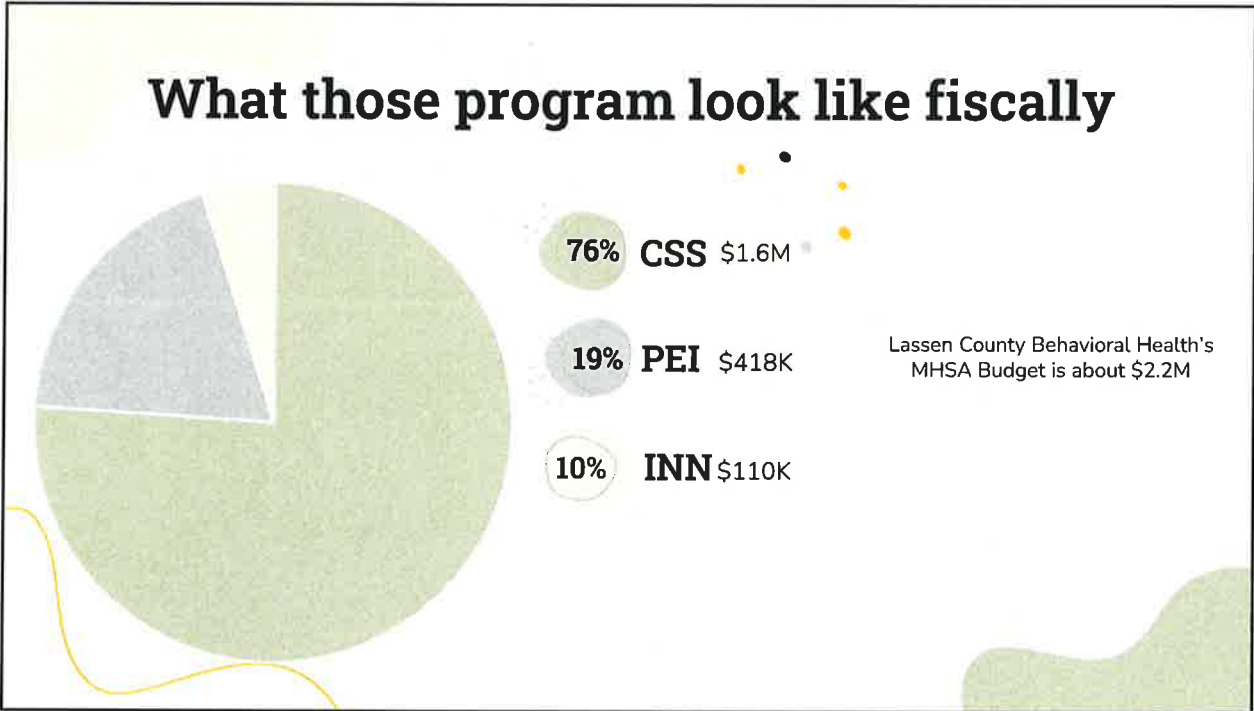 What those program look like fiscally
76% CSS $1.6M
19% PEI $418K
10% INN $110K
Lassen County Behavioral Health's
MHSA Budget is about $2.2M